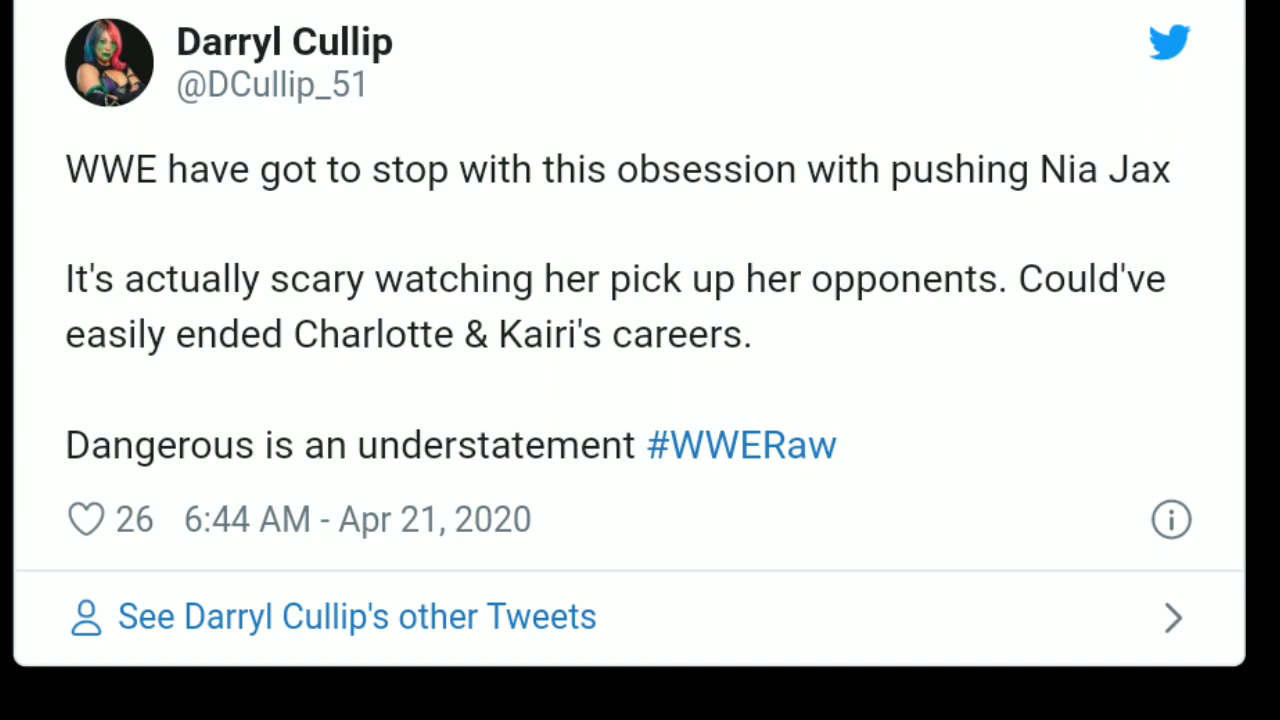 Darryl Cullip
@DCullip_51
WWE have got to stop with this obsession with pushing Nia Jax
It's actually scary watching her pick up her opponents. Could've
easily ended Charlotte & Kairi's careers.
Dangerous is an understatement #WWERaw
26 6:44 AM - Apr 21, 2020
See Darryl Cullip's other Tweets